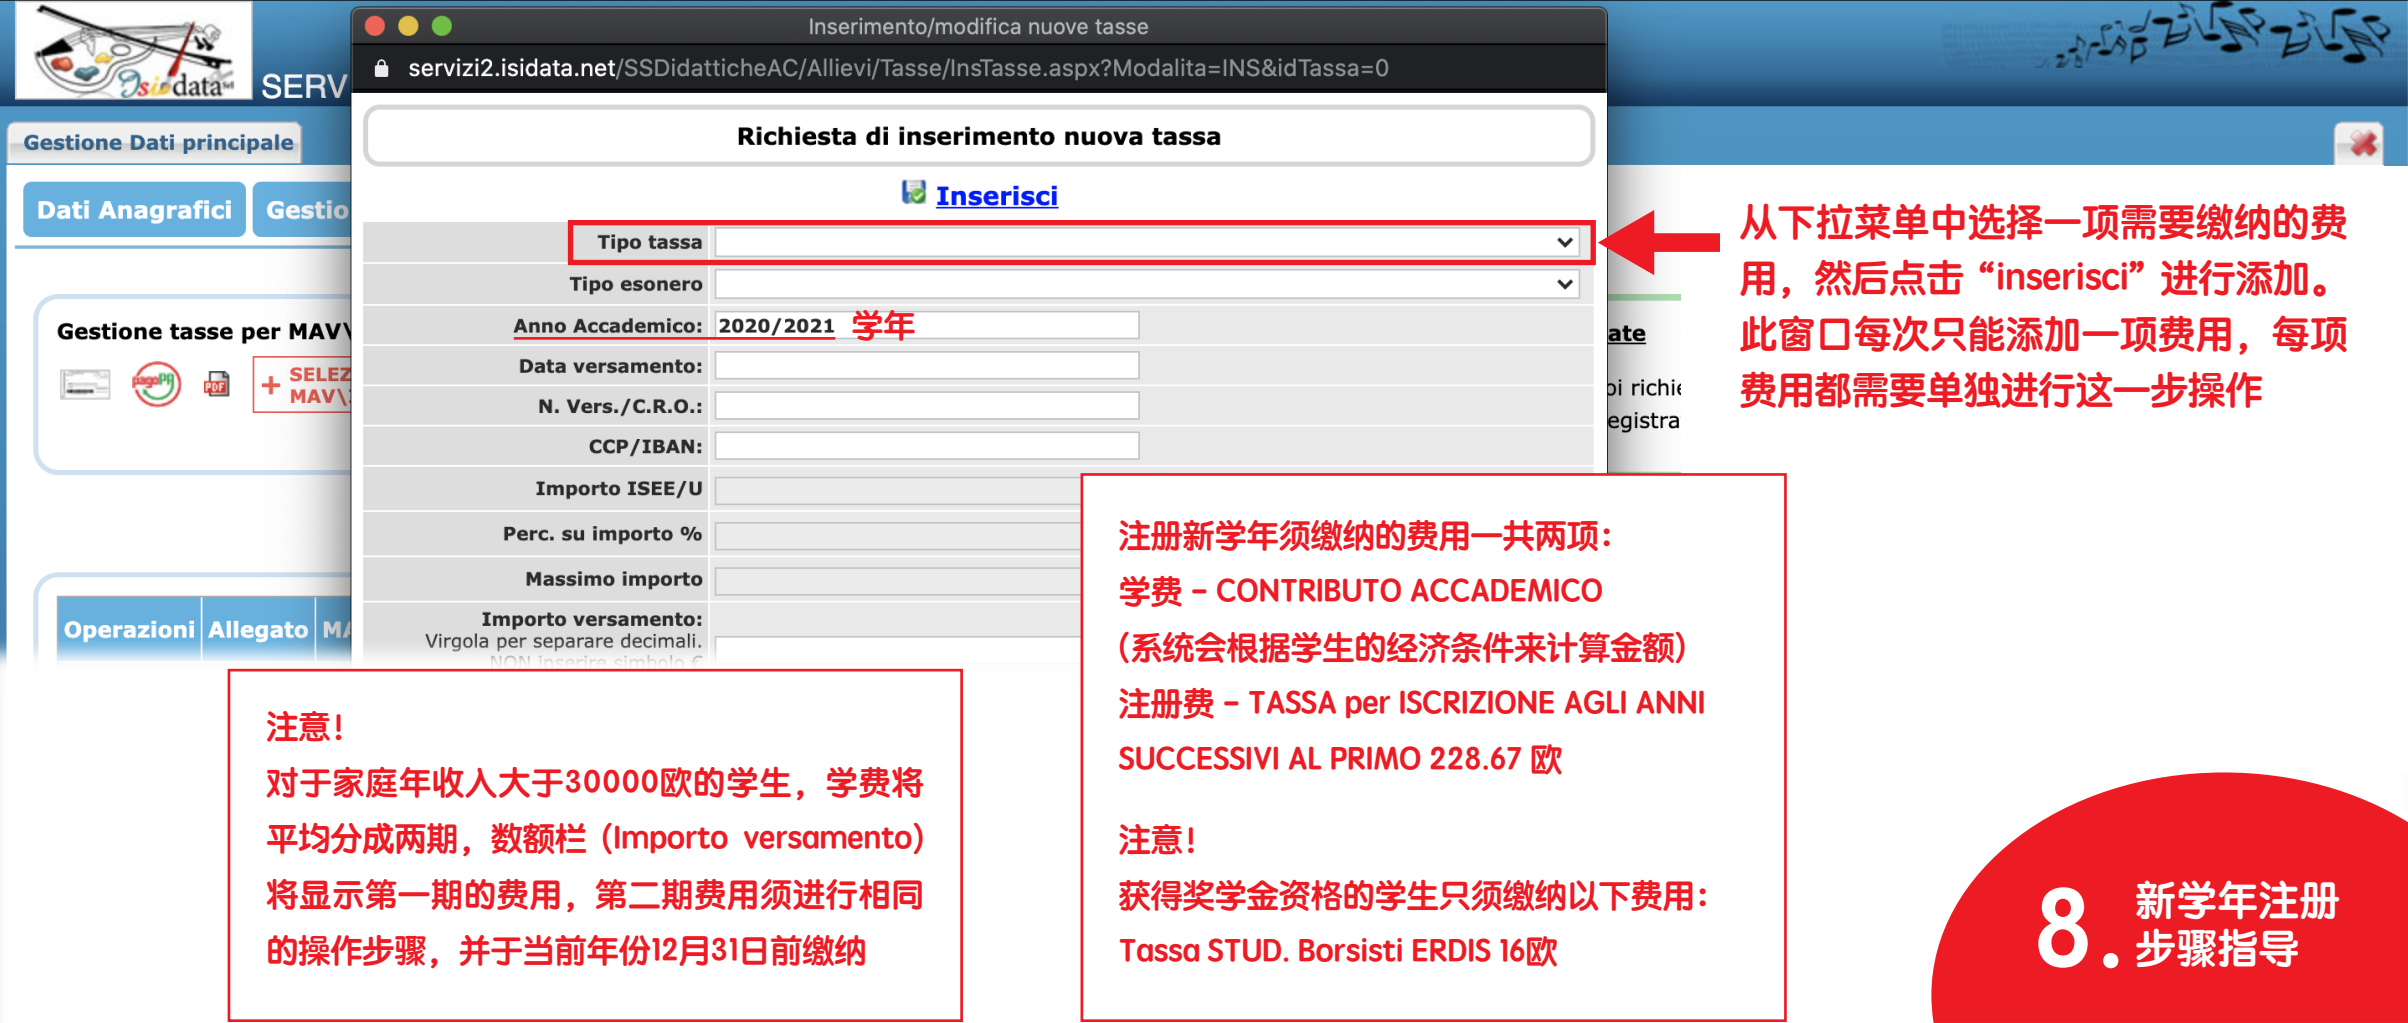 Isidata
SERV
Inserimento/modifica nuove tasse
servizi2.isidata.net/SSDidatticheAC/Allievi/Tasse/InsTasse.aspx?Modalita=INS&idTassa=0
Gestione Dati principale
Dati Anagrafici
Gestio
Richiesta di inserimento nuova tassa
Inserisci
Tipo tassa
Tipo esonero
Anno Accademico: 2020/2021 学年
Data versamento:
N. Vers./C.R.O.:
CCP/IBAN:
Importo ISEE/U
Perc. su importo %
Massimo importo
Importo versamento:
Virgola per separare decimali.
NON inserire simbolo €
Gestione tasse per MAV\
pagoPA
PDF
+ SELEZ
MAV\
Operazioni Allegato MA
ate
oi richie
egistra
从下拉菜单中选择一项需要缴纳的费
用，然后点击“inserisci”进行添加。
此窗口每次只能添加一项费用，每项
费用都需要单独进行这一步操作
注册新学年须缴纳的费用一共两项：
学费 – CONTRIBUTO ACCADEMICO
（系统会根据学生的经济条件来计算金额）
注册费 – TASSA per ISCRIZIONE AGLI ANNI
SUCCESSIVI AL PRIMO 228.67 欧
注意！
获得奖学金资格的学生只须缴纳以下费用：
Tassa STUD. Borsisti ERDIS 16欧
注意！
对于家庭年收入大于30000欧的学生，学费将
平均分成两期，数额栏（Importo versamento）
将显示第一期的费用，第二期费用须进行相同
的操作步骤，并于当前年份12月31日前缴纳
8.
新学年注册
步骤指导